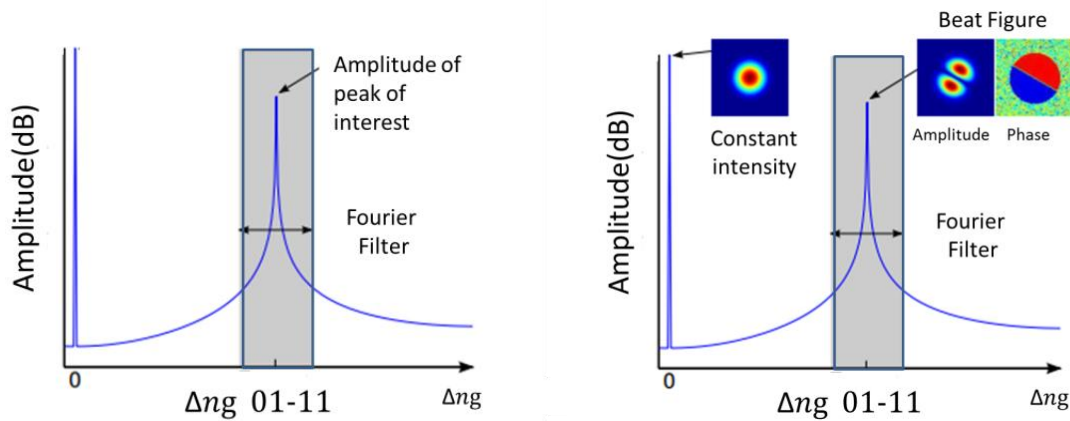 Amplitude(dB)
Amplitude of
peak of
interest
Fourier
Filter
0
Δng 01-11
Δng
Beat Figure
Amplitude(dB)
Constant
intensity
Amplitude
Phase
Fourier
Filter
0
Δng 01-11
Δng